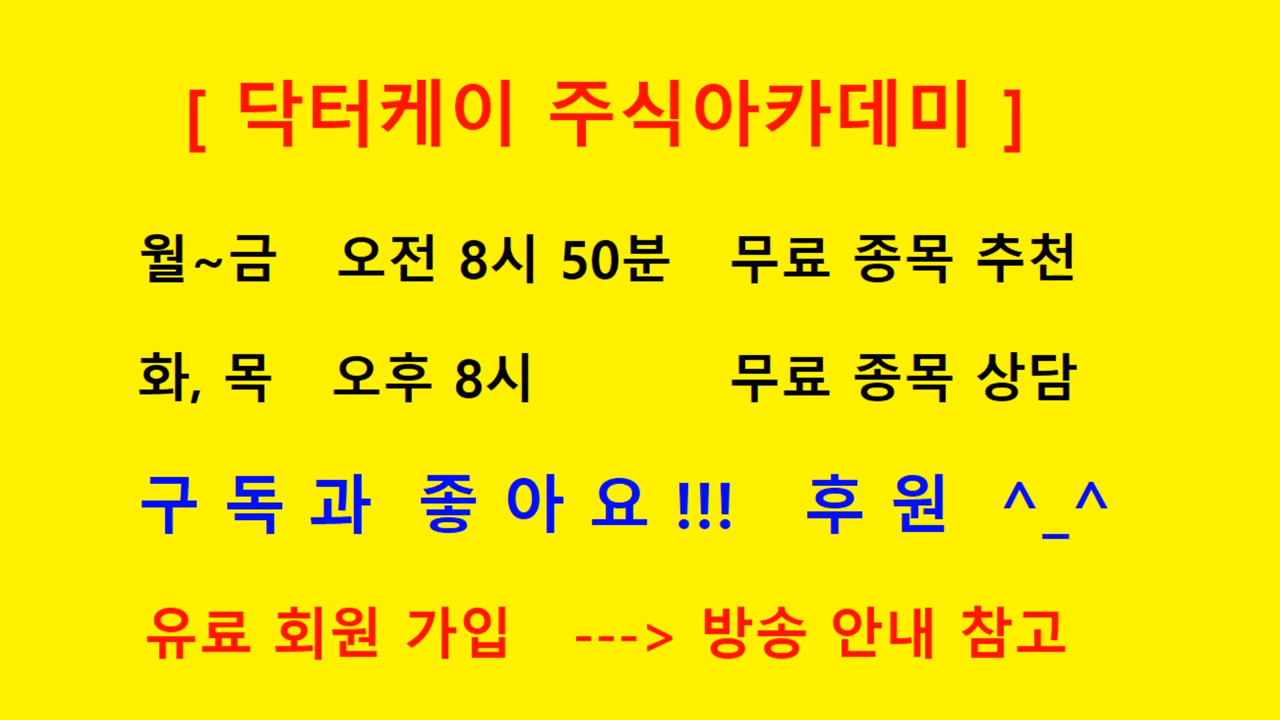 [ 닥터케이 주식아카데미 ]
월~금 오전 8시 50분 무료 종목 추천
화, 목 오후 8시 무료 종목 상담
구 독 과 좋 아 요 !!! 후 원 ^_^
유료 회원 가입 ---> 방송 안내 참고